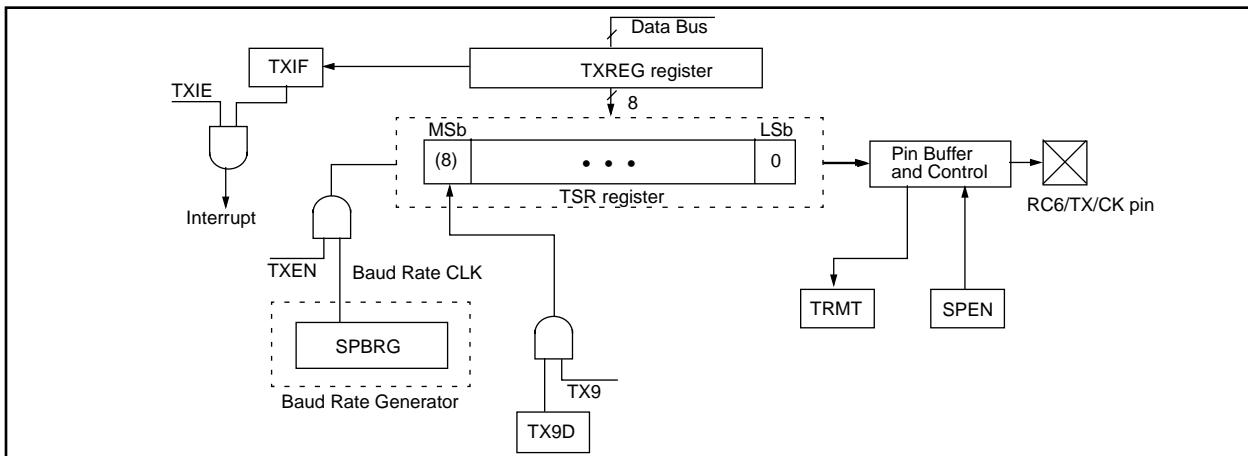 Data Bus
TXIF
TXREG register
TXIE
8
MSb
LSb
(8)
• • •
0
Pin Buffer
and Control
TSR register
Interrupt
RC6/TX/CK pin
TXEN
Baud Rate CLK
TRMT
SPEN
SPBRG
TX9
Baud Rate Generator
TX9D